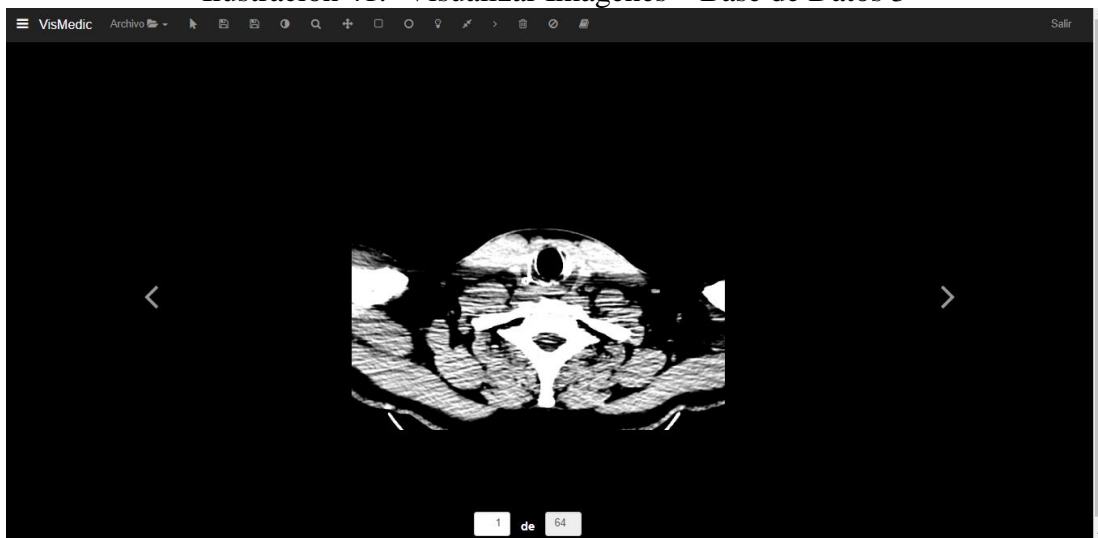 Ilustración 41. Visualizar Imágenes – Base de Datos 3
VisMedic Archivo Salir
1 de 64